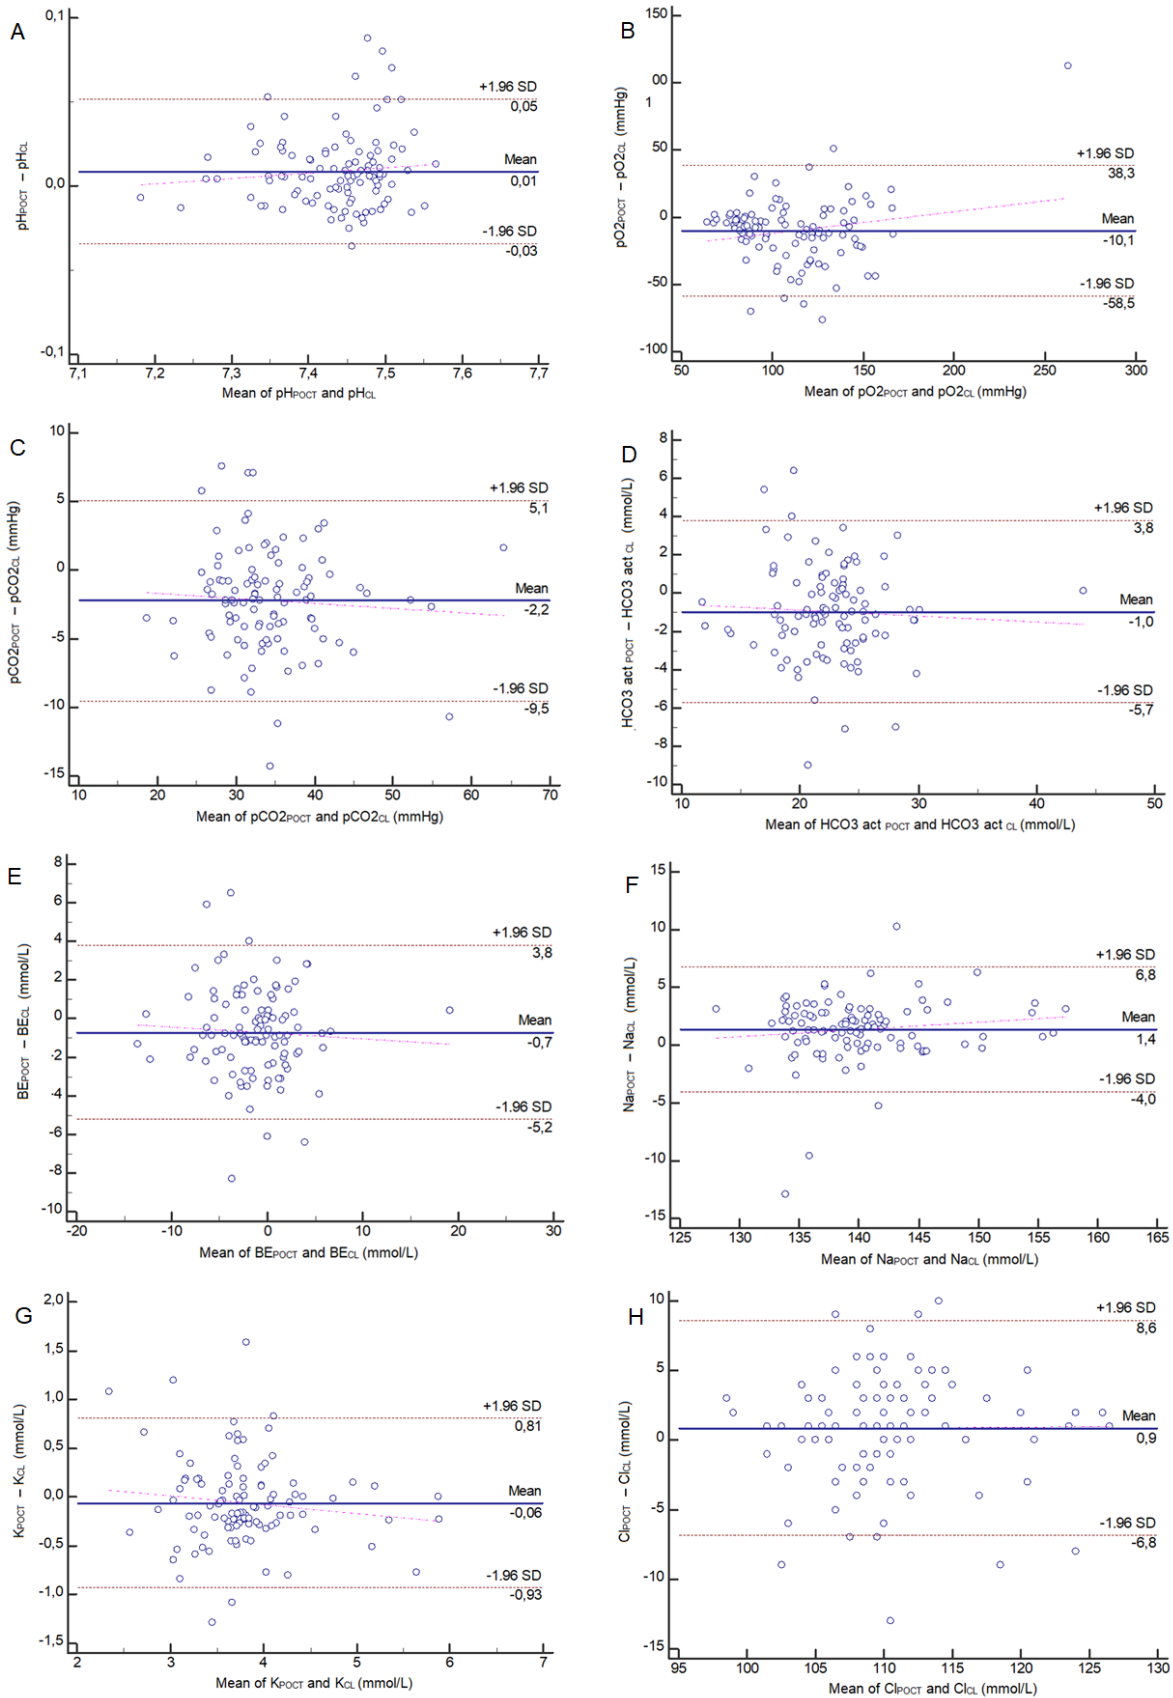 A
0,1
0,0
-0,1
pHPOCT – pHCL
+1.96 SD
0,05
Mean
0,01
-1.96 SD
-0,03
7,1 7,2 7,3 7,4 7,5 7,6 7,7
Mean of pHPOCT and pHCL
B
150
00
1
50
0
-50
-100
pO2POCT – pO2CL (mmHg)
+1.96 SD
38,3
Mean
-10,1
-1.96 SD
-58,5
50 100 150 200 250 300
Mean of pO2POCT and pO2CL (mmHg)
C
10
5
0
-5
-10
-15
pCO2POCT – pCO2CL (mmHg)
+1.96 SD
5,1
Mean
-2,2
-1.96 SD
-9,5
10 20 30 40 50 60 70
Mean of pCO2POCT and pCO2CL (mmHg)
D
8
6
4
2
0
-2
-4
-6
-8
-10
HCO3 act POCT – HCO3 act CL (mmol/L)
+1.96 SD
3,8
Mean
-1,0
-1.96 SD
-5,7
10 20 30 40 50
Mean of HCO3 act POCT and HCO3 act CL (mmol/L)
E
8
6
4
2
0
-2
-4
-6
-8
-10
BEPOCT – BECL (mmol/L)
+1.96 SD
3,8
Mean
-0,7
-1.96 SD
-5,2
-20 -10 0 10 20 30
Mean of BEPOCT and BECL (mmol/L)
F
15
10
5
0
-5
-10
-15
NaPOCT – NaCL (mmol/L)
+1.96 SD
6,8
Mean
1,4
-1.96 SD
-4,0
125 130 135 140 145 150 155 160 165
Mean of NaPOCT and NaCL (mmol/L)
G
2,0
1,5
1,0
0,5
0,0
-0,5
-1,0
-1,5
KPOCT – KCL (mmol/L)
+1.96 SD
0,81
Mean
-0,06
-1.96 SD
-0,93
2 3 4 5 6 7
Mean of KPOCT and KCL (mmol/L)
H
10
5
0
-5
-10
-15
ClPOCT – ClCL (mmol/L)
+1.96 SD
8,6
Mean
0,9
-1.96 SD
-6,8
95 100 105 110 115 120 125 130
Mean of ClPOCT and ClCL (mmol/L)